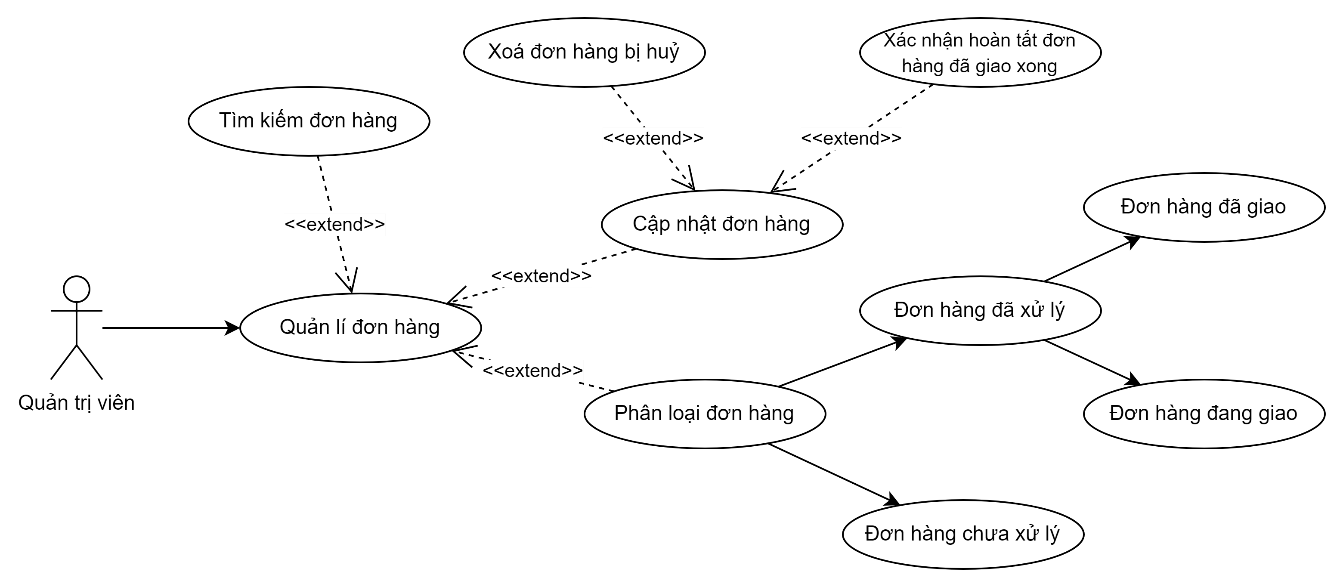 Xoá đơn hàng bị huỷ
Xác nhận hoàn tất đơn
hàng đã giao xong
Tìm kiếm đơn hàng
<<extend>>
<<extend>>
<<extend>>
Cập nhật đơn hàng
Đơn hàng đã giao
<<extend>>
Quản lí đơn hàng
Đơn hàng đã xử lý
<<extend>>
Quản trị viên
Phân loại đơn hàng
Đơn hàng đang giao
Đơn hàng chưa xử lý